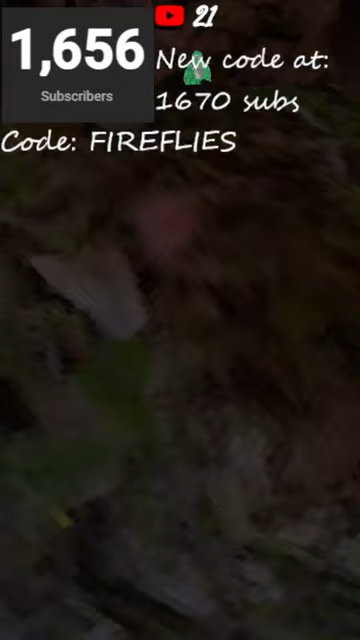 1,656
Subscribers
21
New code at:
1670 subs
Code: FIREFLIES